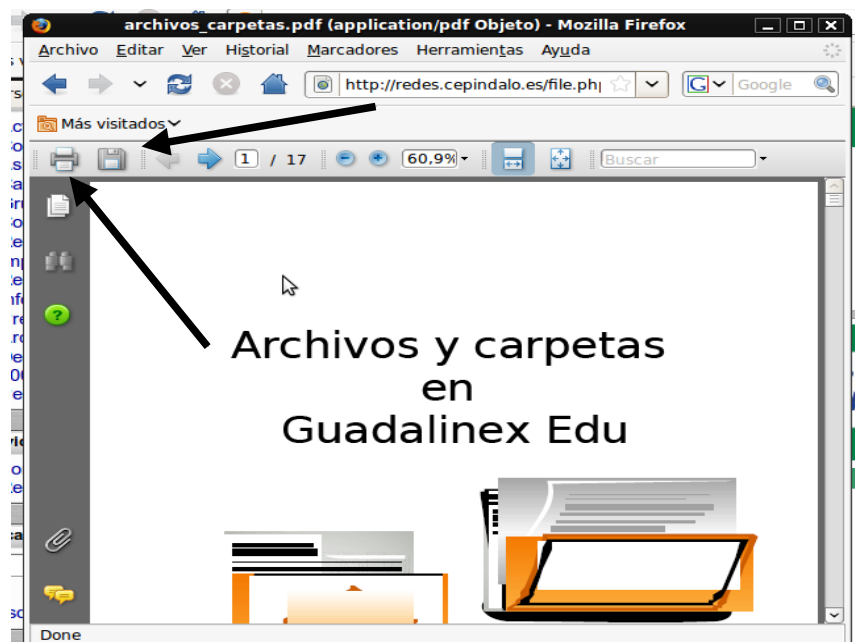 archivos_carpetas.pdf (application/pdf Objeto) - Mozilla Firefox
Archivo Editar Ver Historial Marcadores Herramientas Ayuda
http://redes.cepindalo.es/file.ph G Google
Más visitados
1 / 17 60,9% Buscar
?
Archivos y carpetas
en
Guadalinex Edu
Done